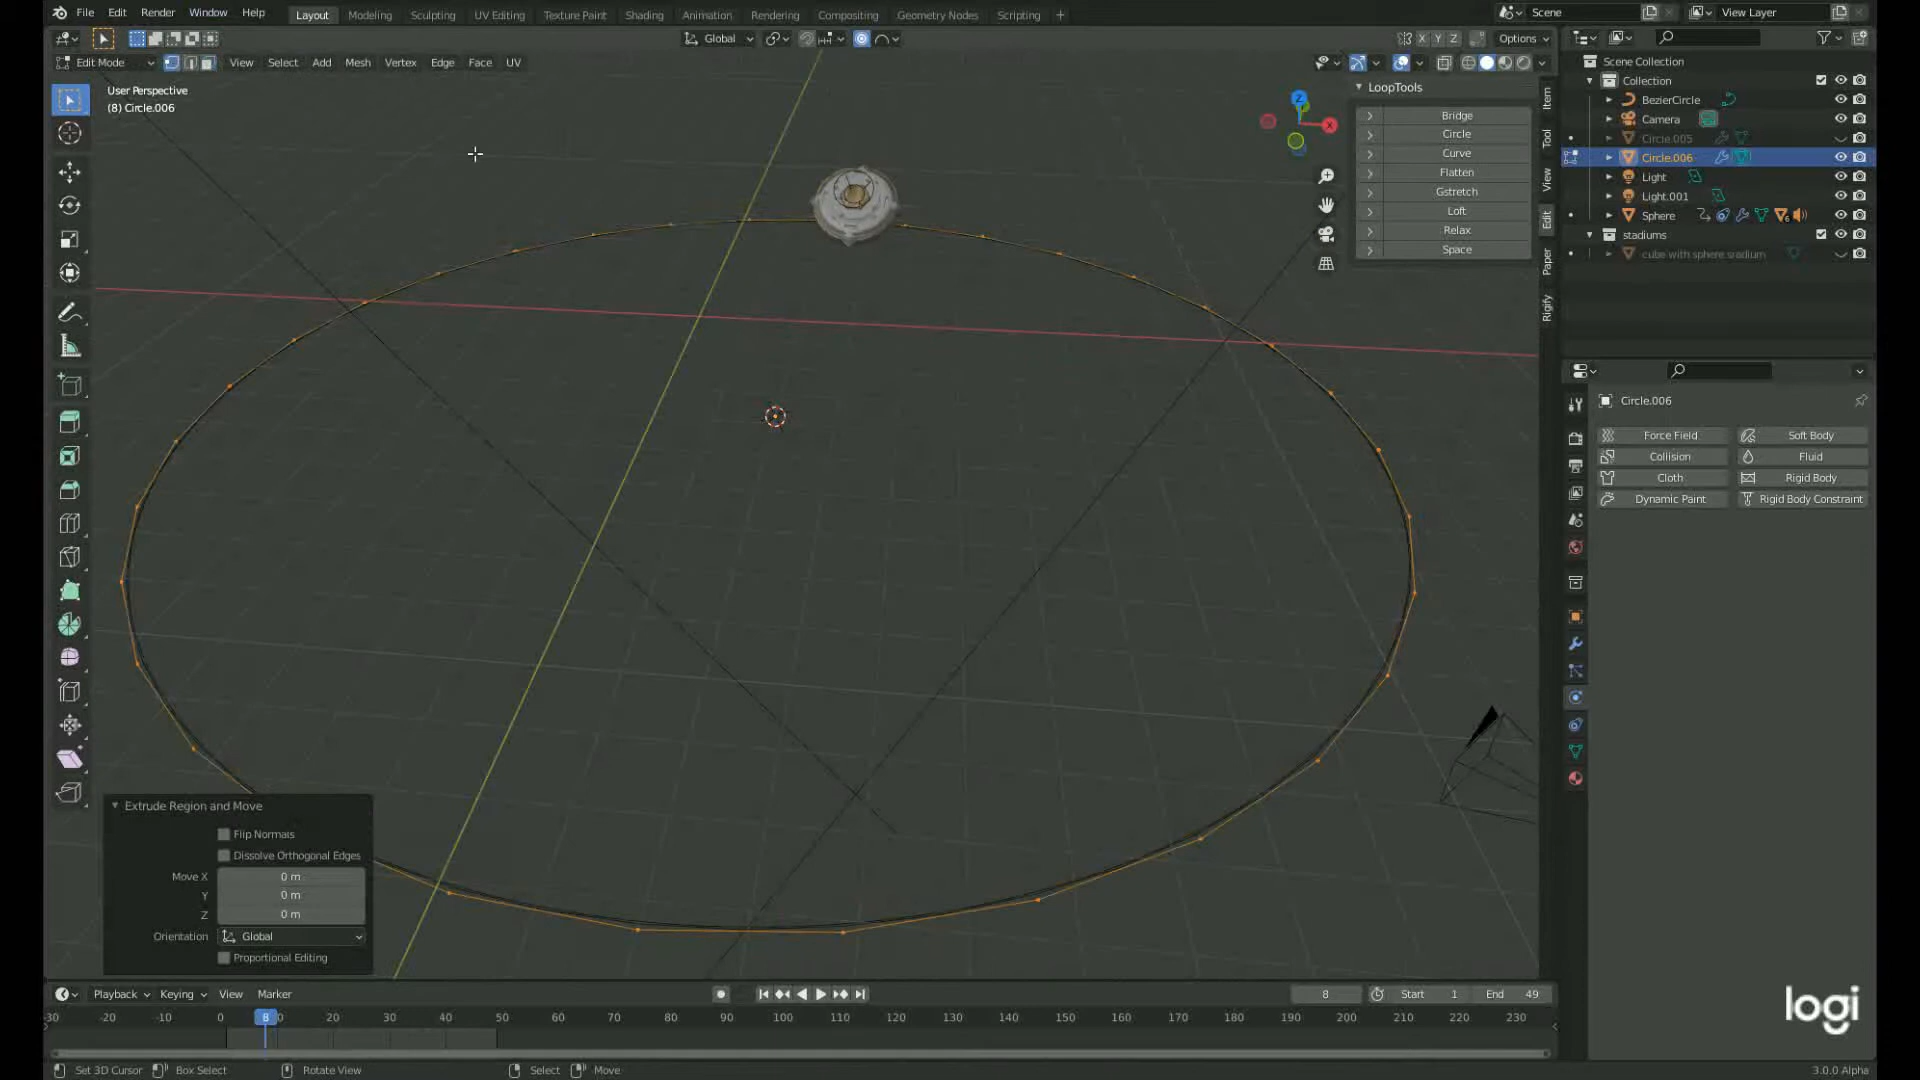 File Edit Render Window Help Layout Modeling Sculpting UV Editing Texture Paint Shading Animation Rendering Compositing Geometry Nodes Scripting + Scene View Layer
Global X Y Z Options
Edit Mode View Select Add Mesh Vertex Edge Face UV
User Perspective
(8) Circle.006
Z
X
LoopTools
Bridge
Circle
Curve
Flatten
Gstretch
Loft
Relax
Space
Item
Tool
View
Edit
Paper
Rigify
Scene Collection
Collection
BezierCircle
Camera
Circle.005
Circle.006
Light
Light.001
Sphere
stadiums
cube with sphere sradium
Circle.006
Force Field Soft Body
Collision Fluid
Cloth Rigid Body
Dynamic Paint Rigid Body Constraint
Extrude Region and Move
Flip Normals
Dissolve Orthogonal Edges
Move X 0 m
Y 0 m
Z 0 m
Orientation Global
Proportional Editing
Playback Keying View Marker 8 Start 1 End 49
-30 -20 -10 0 8 30 40 50 60 70 80 90 100 110 120 130 140 150 160 170 180 190 200 210 220 230
logi
Set 3D Cursor Box Select Rotate View Select Move 3.0.0 Alpha